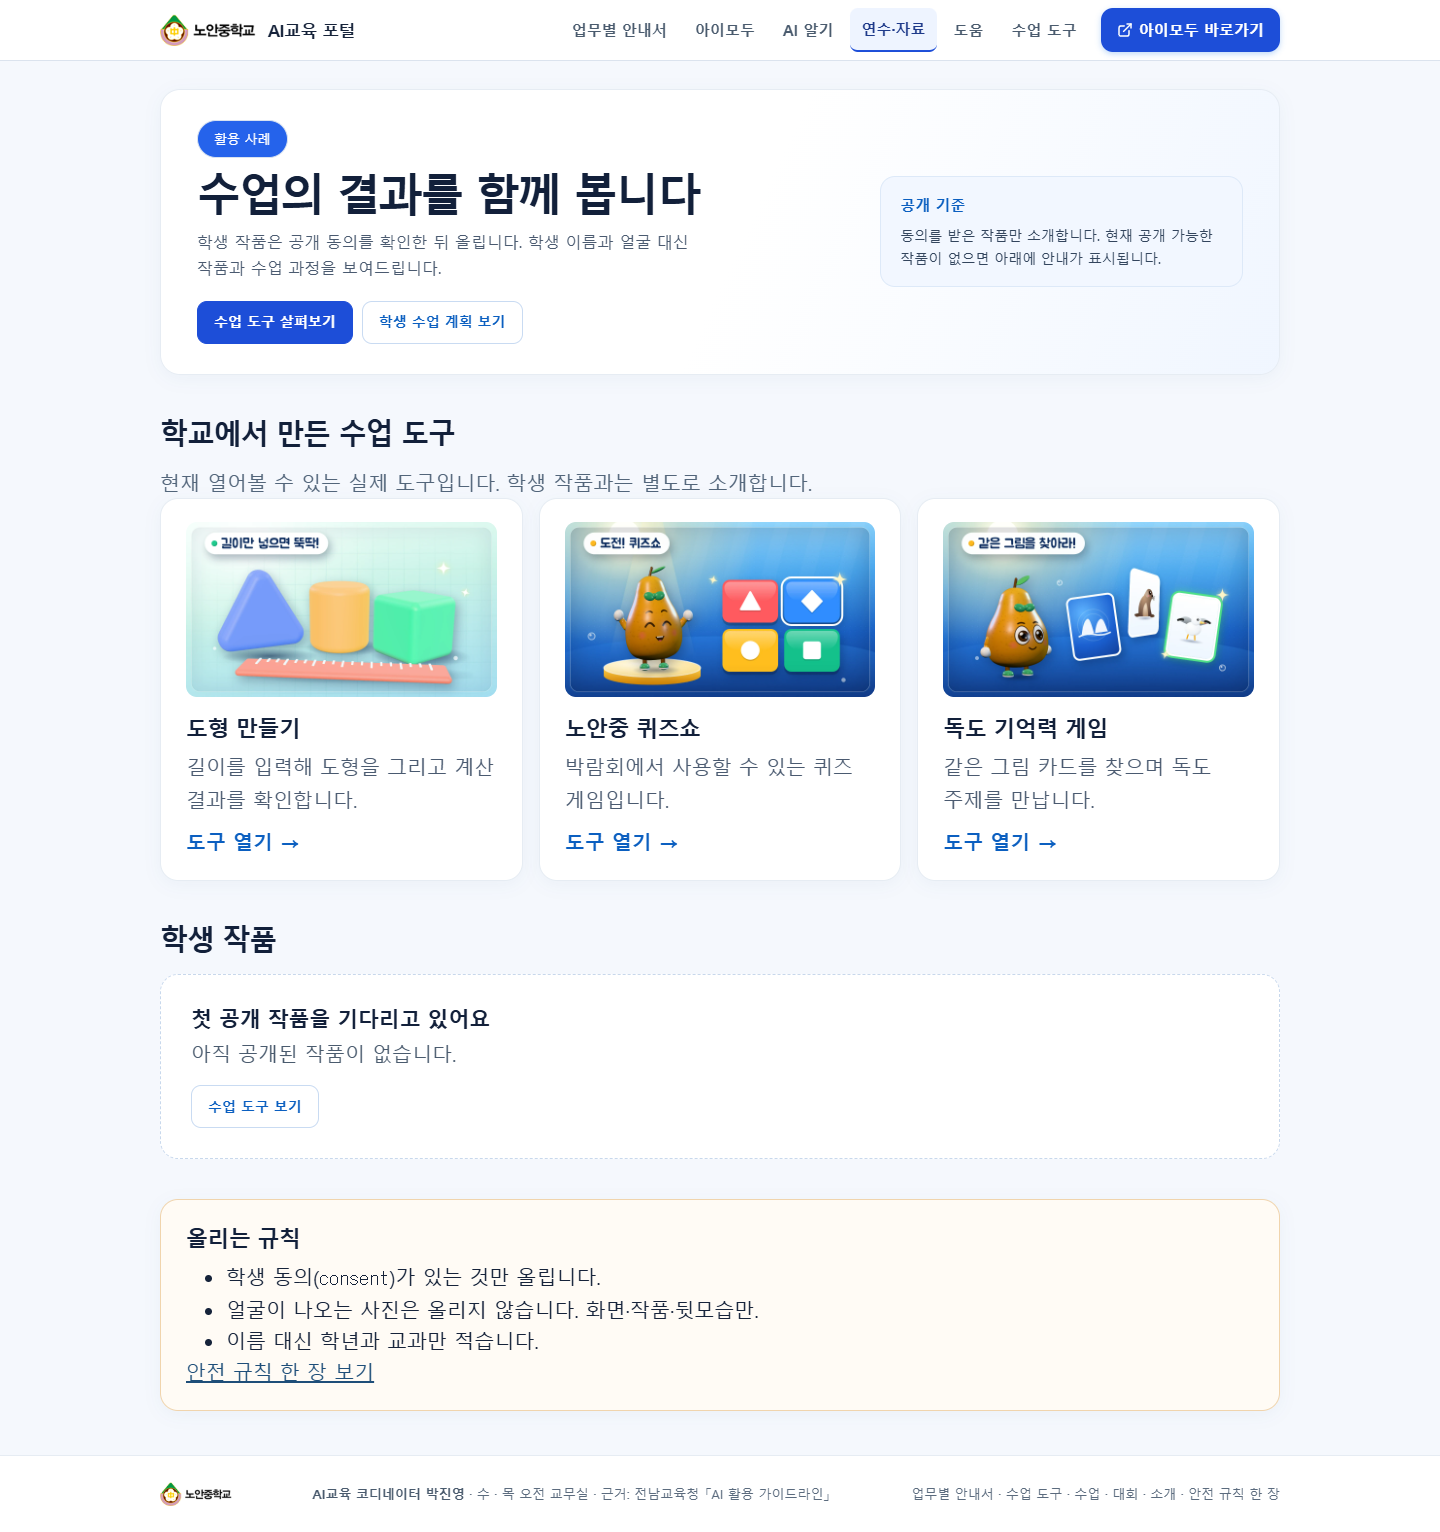 노안중학교 AI교육 포털
업무별 안내서 아이모두 AI 알기 연수·자료 도움 수업 도구 아이모두 바로가기
활용 사례
수업의 결과를 함께 봅니다
학생 작품은 공개 동의를 확인한 뒤 올립니다. 학생 이름과 얼굴 대신
작품과 수업 과정을 보여드립니다.
수업 도구 살펴보기 학생 수업 계획 보기
공개 기준
동의를 받은 작품만 소개합니다. 현재 공개 가능한
작품이 없으면 아래에 안내가 표시됩니다.
학교에서 만든 수업 도구
현재 열어볼 수 있는 실제 도구입니다. 학생 작품과는 별도로 소개합니다.
길이만 넣으면 뚝딱!
도형 만들기
길이를 입력해 도형을 그리고 계산
결과를 확인합니다.
도구 열기 →
도전! 퀴즈쇼
노안중 퀴즈쇼
박람회에서 사용할 수 있는 퀴즈
게임입니다.
도구 열기 →
같은 그림을 찾아라!
독도 기억력 게임
같은 그림 카드를 찾으며 독도
주제를 만납니다.
도구 열기 →
학생 작품
첫 공개 작품을 기다리고 있어요
아직 공개된 작품이 없습니다.
수업 도구 보기
올리는 규칙
• 학생 동의(consent)가 있는 것만 올립니다.
• 얼굴이 나오는 사진은 올리지 않습니다. 화면·작품·뒷모습만.
• 이름 대신 학년과 교과만 적습니다.
안전 규칙 한 장 보기
노안중학교
AI교육 코디네이터 박진영 · 수 · 목 오전 교무실 · 근거: 전남교육청 「AI 활용 가이드라인」
업무별 안내서 · 수업 도구 · 수업 · 대회 · 소개 · 안전 규칙 한 장